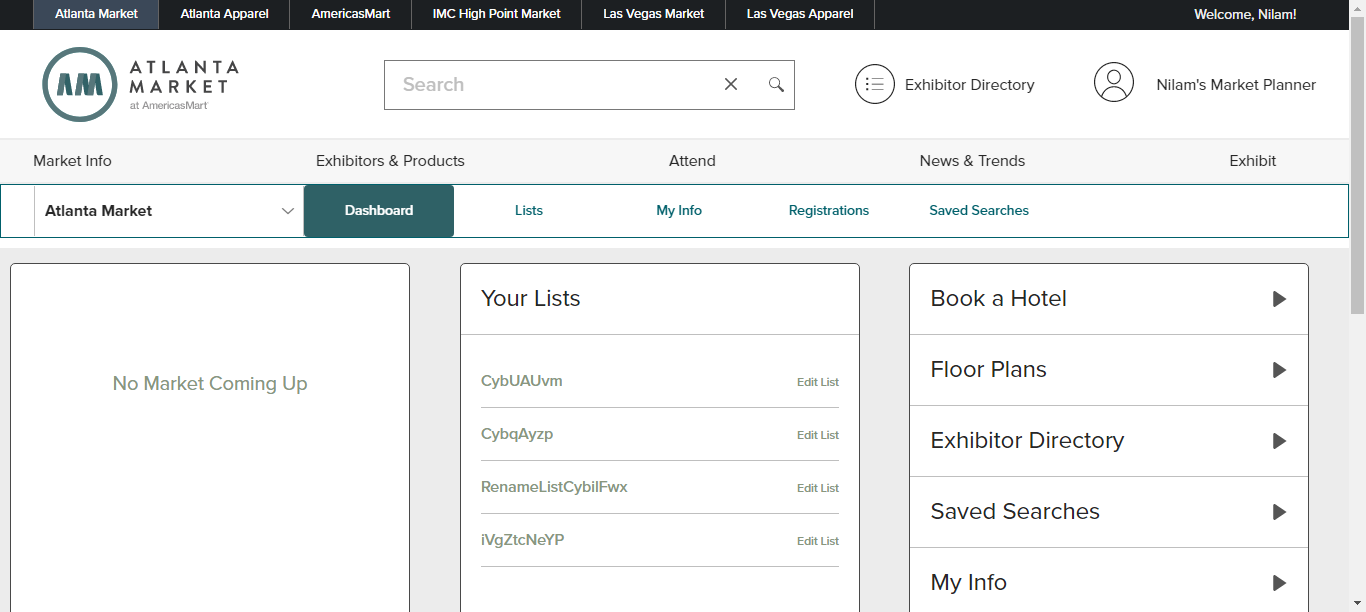 Atlanta Market Atlanta Apparel AmericasMart IMC High Point Market Las Vegas Market Las Vegas Apparel Welcome, Nilam!
AM
ATLANTA
MARKET
at AmericasMart
Search
Exhibitor Directory
Nilam's Market Planner
Market Info Exhibitors & Products Attend News & Trends Exhibit
Atlanta Market Dashboard Lists My Info Registrations Saved Searches
No Market Coming Up
Your Lists
CybUAUvm Edit List
CybqAyzp Edit List
RenameListCybilFwx Edit List
iVgZtcNeYP Edit List
Book a Hotel
Floor Plans
Exhibitor Directory
Saved Searches
My Info